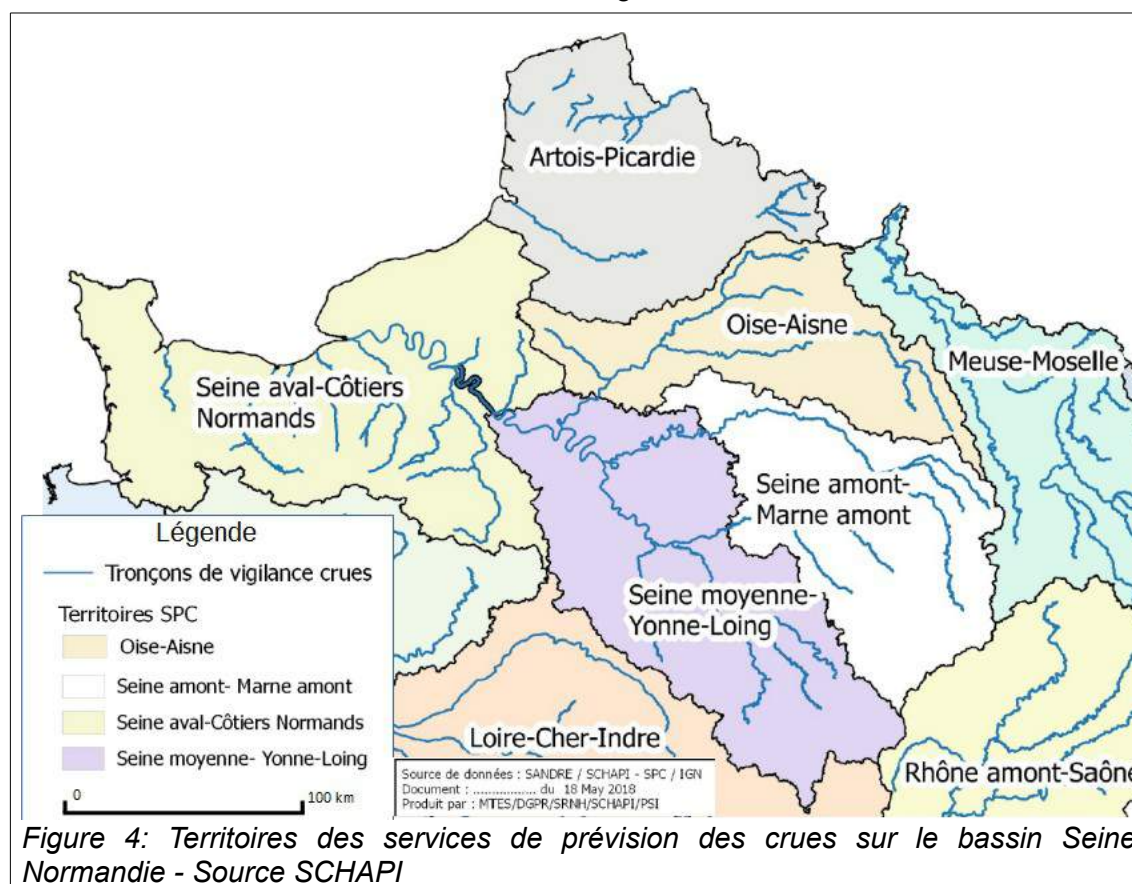 Artois-Picardie
Oise-Aisne
Meuse-Moselle
Seine aval-Côtiers
Normands
Seine amont-
Marne amont
Seine moyenne-
Yonne-Loing
Loire-Cher-Indre
Rhône amont-Saône
Légende
Tronçons de vigilance crues
Territoires SPC
Oise-Aisne
Seine amont- Marne amont
Seine aval-Côtiers Normands
Seine moyenne- Yonne-Loing
0 100 km
Source de données : SANDRE / SCHAPI - SPC / IGN
Document : ................ du 18 May 2018
Produit par : MTES/DGPR/SRNH/SCHAPI/PSI
Figure 4: Territoires des services de prévision des crues sur le bassin Seine
Normandie - Source SCHAPI